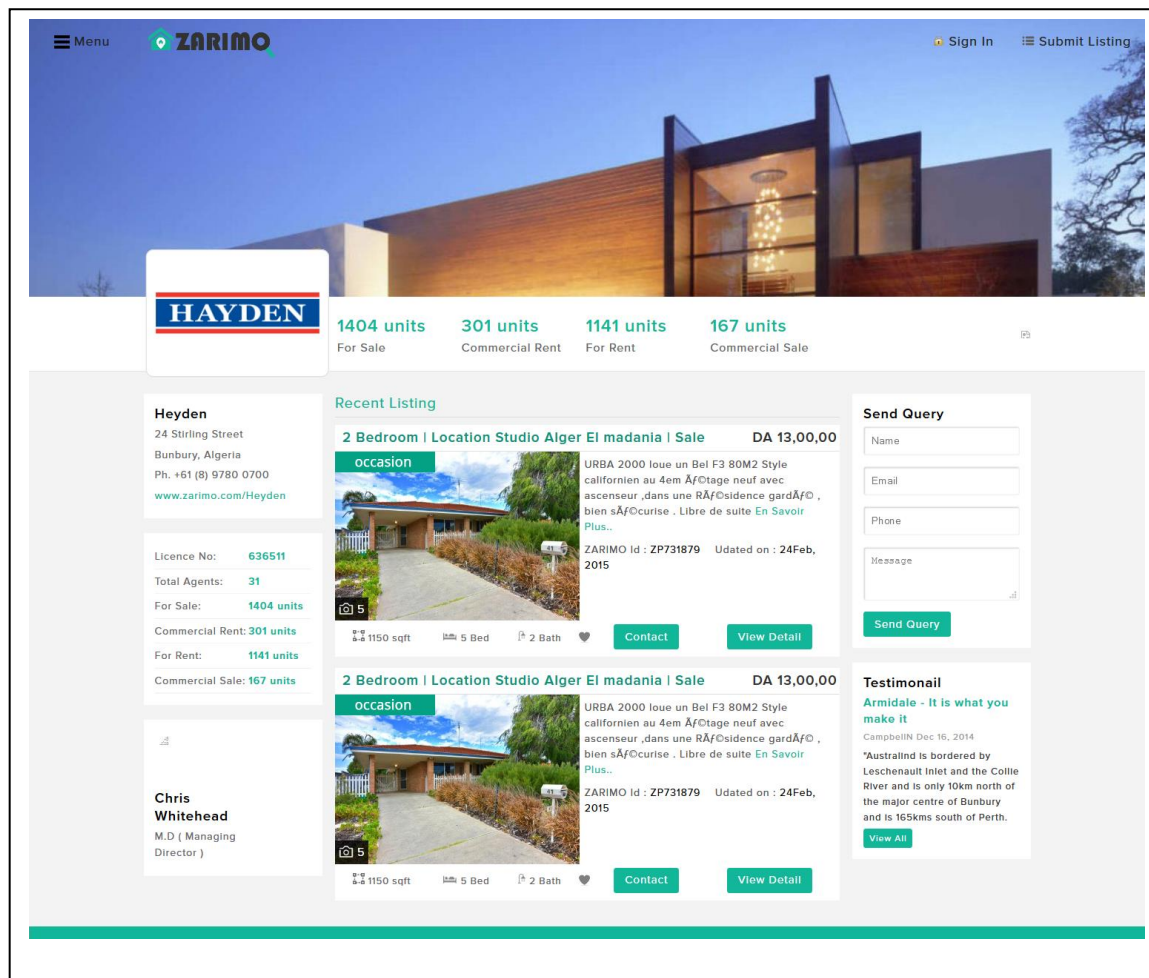 Menu
ZARIMO
Sign In
Submit Listing
HAYDEN
1404 units
For Sale
301 units
Commercial Rent
1141 units
For Rent
167 units
Commercial Sale
Heyden
24 Stirling Street
Bunbury, Algeria
Ph. +61 (8) 9780 0700
www.zarimo.com/Heyden
Licence No: 636511
Total Agents: 31
For Sale: 1404 units
Commercial Rent: 301 units
For Rent: 1141 units
Commercial Sale: 167 units
Chris
Whitehead
M.D ( Managing
Director )
Recent Listing
2 Bedroom | Location Studio Alger El madania | Sale DA 13,00,00
occasion
41
5
URBA 2000 loue un Bel F3 80M2 Style
californien au 4em Ãƒ©tage neuf avec
ascenseur ,dans une RÃƒ©sidence gardÃƒ© ,
bien sÃƒ©curise . Libre de suite En Savoir
Plus..
ZARIMO Id : ZP731879 Udated on : 24Feb,
2015
1150 sqft 5 Bed 2 Bath Contact View Detail
2 Bedroom | Location Studio Alger El madania | Sale DA 13,00,00
occasion
41
5
URBA 2000 loue un Bel F3 80M2 Style
californien au 4em Ãƒ©tage neuf avec
ascenseur ,dans une RÃƒ©sidence gardÃƒ© ,
bien sÃƒ©curise . Libre de suite En Savoir
Plus..
ZARIMO Id : ZP731879 Udated on : 24Feb,
2015
1150 sqft 5 Bed 2 Bath Contact View Detail
Send Query
Name
Email
Phone
Message
Send Query
Testimonail
Armidale - It is what you
make it
CampbellN Dec 16, 2014
"Australind is bordered by
Leschenault Inlet and the Collie
River and is only 10km north of
the major centre of Bunbury
and is 165kms south of Perth.
View All